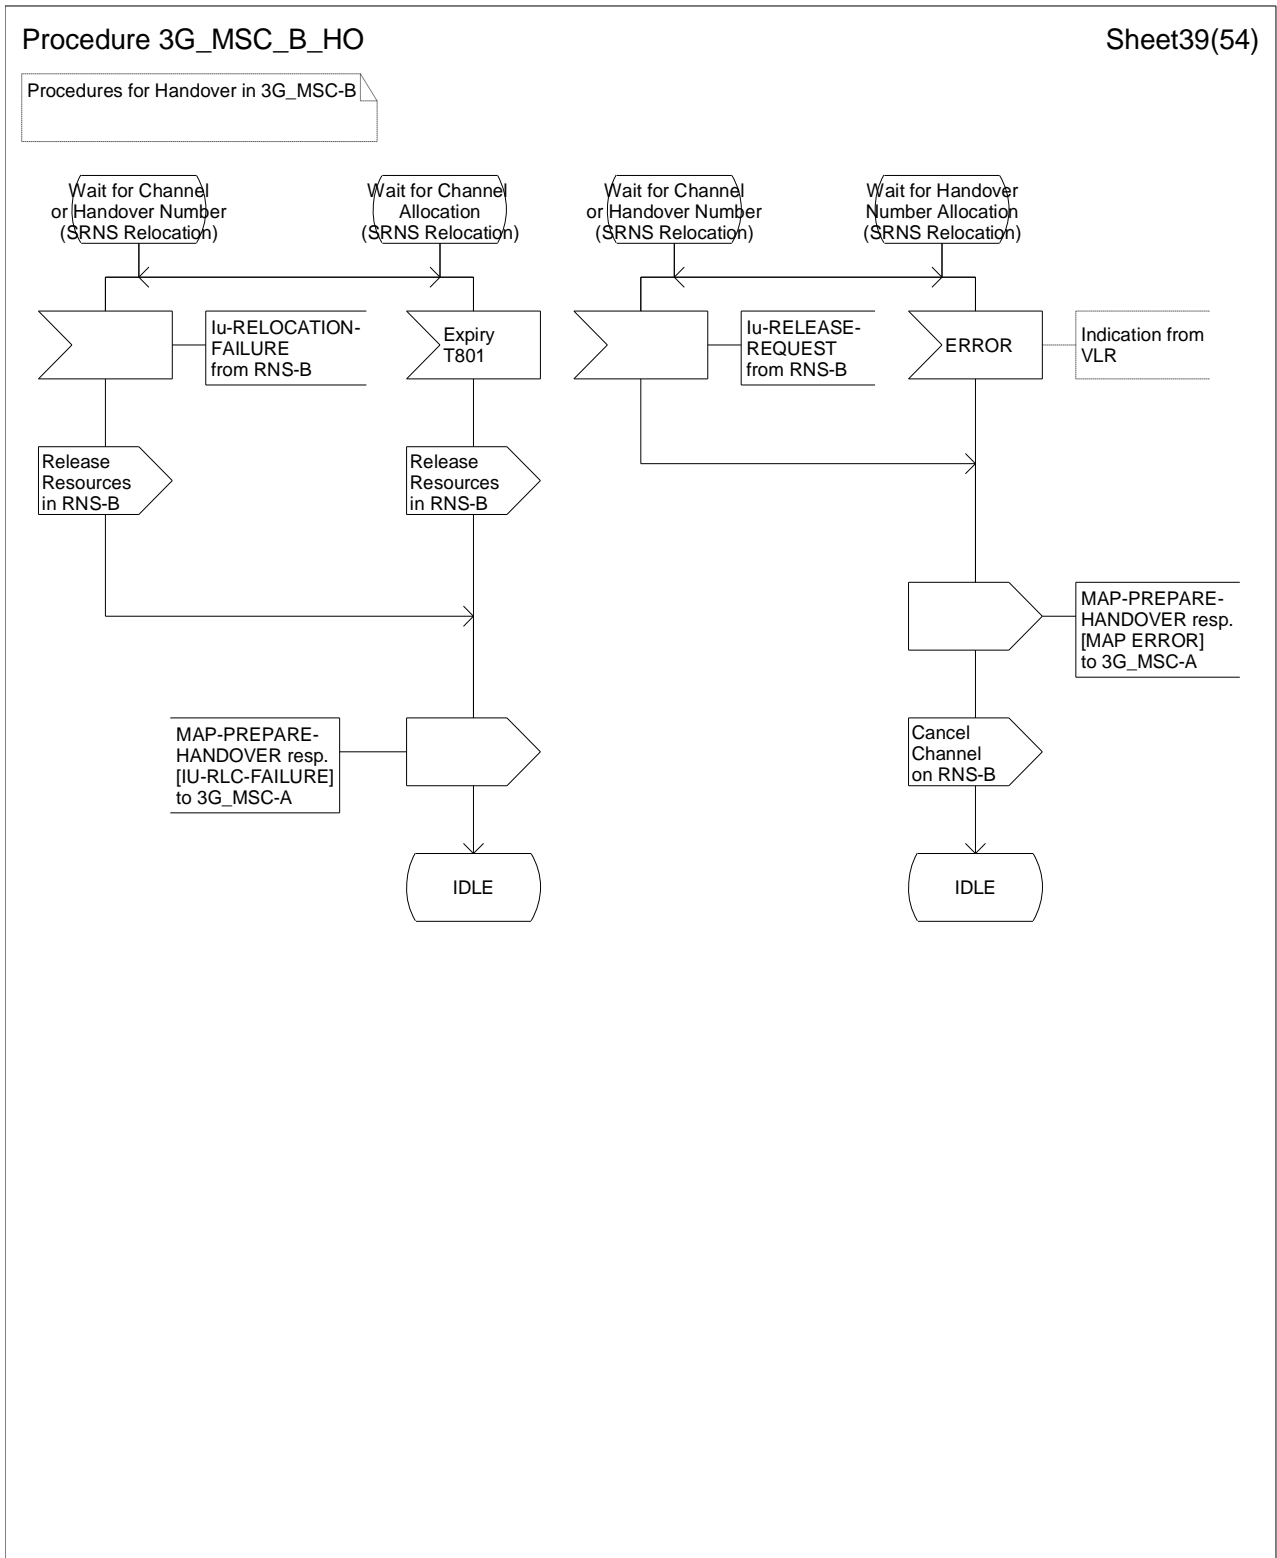 Procedure 3G_MSC_B_HO
Sheet39(54)
Procedures for Handover in 3G_MSC-B
Wait for Channel
or Handover Number
(SRNS Relocation)
Wait for Channel
Allocation
(SRNS Relocation)
Wait for Channel
or Handover Number
(SRNS Relocation)
Wait for Handover
Number Allocation
(SRNS Relocation)
Iu-RELOCATION-
FAILURE
from RNS-B
Expiry
T801
Iu-RELEASE-
REQUEST
from RNS-B
ERROR
Indication from
VLR
Release
Resources
in RNS-B
Release
Resources
in RNS-B
MAP-PREPARE-
HANDOVER resp.
[MAP ERROR]
to 3G_MSC-A
MAP-PREPARE-
HANDOVER resp.
[IU-RLC-FAILURE]
to 3G_MSC-A
Cancel
Channel
on RNS-B
IDLE
IDLE